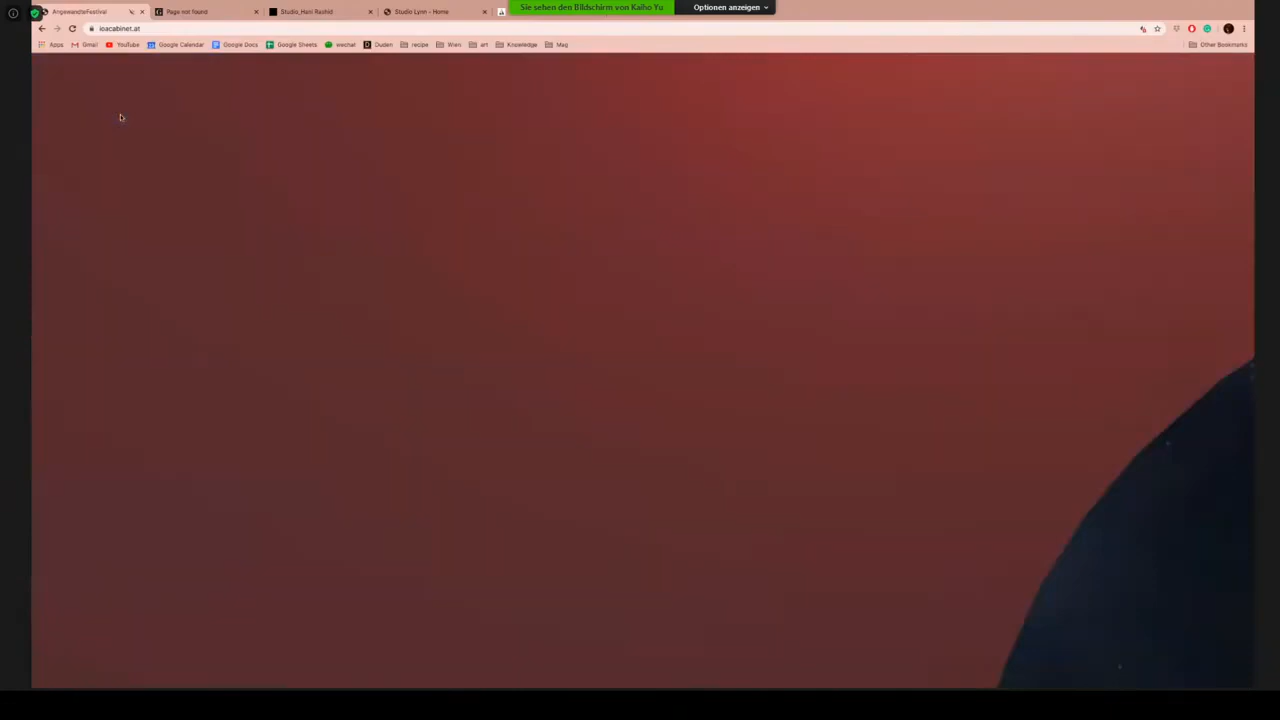 AngewandteFestival
Page not found
Studio_Hani Rashid
Studio Lynn – Home
Sie sehen den Bildschirm von Kaiho Yu
Optionen anzeigen
ioacabinet.at
Apps
Gmail
YouTube
Google Calendar
Google Docs
Google Sheets
wechat
Duden
recipe
Wien
art
Knowledge
Mag
Other Bookmarks